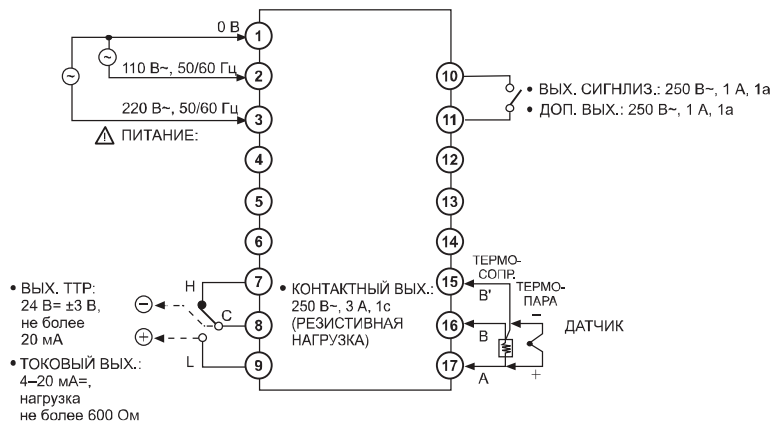 0 В
1
110 В~, 50/60 Гц
2
220 В~, 50/60 Гц
3
ПИТАНИЕ:
4
5
6
10
11
• ВЫХ. СИГНЛИЗ.: 250 В~, 1 А, 1а
• ДОП. ВЫХ.: 250 В~, 1 А, 1а
12
13
14
• ВЫХ. ТТР:
24 В= ±3 В,
не более
20 мА
• ТОКОВЫЙ ВЫХ.:
4–20 мА=,
нагрузка
не более 600 Ом
H
7
C
8
L
9
• КОНТАКТНЫЙ ВЫХ.:
250 В~, 3 А, 1с
(РЕЗИСТИВНАЯ
НАГРУЗКА)
ТЕРМО-
СОПР.
15
B'
ТЕРМО-
ПАРА
16
B
–
ДАТЧИК
17
A
+